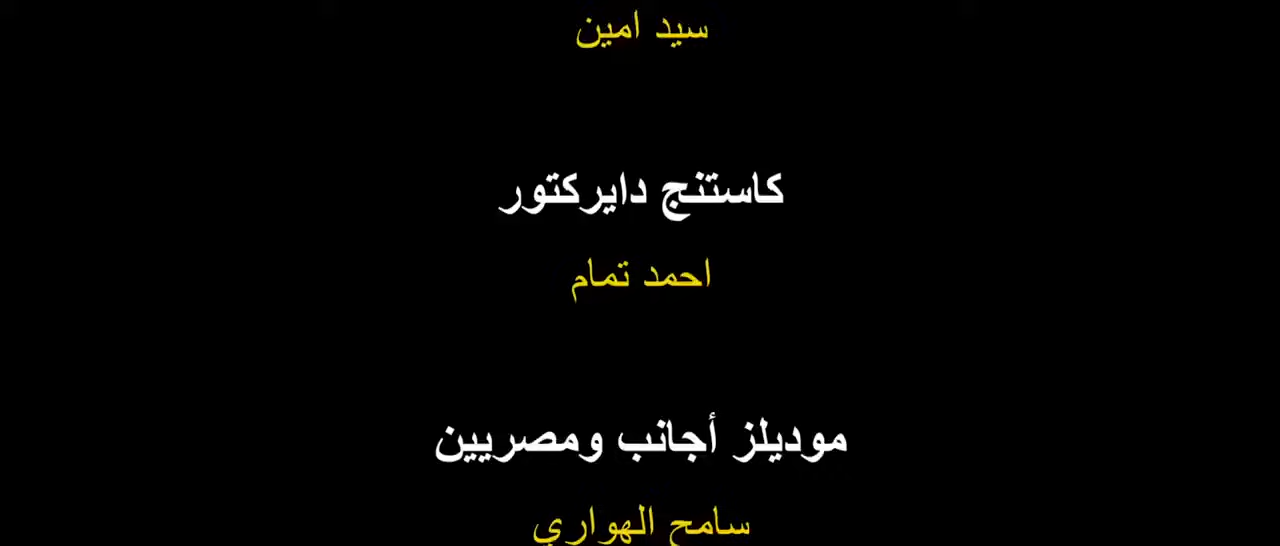 سيد امين
كاستنج دايركتور
احمد تمام
موديلز أجانب ومصريين
سامح الهواري